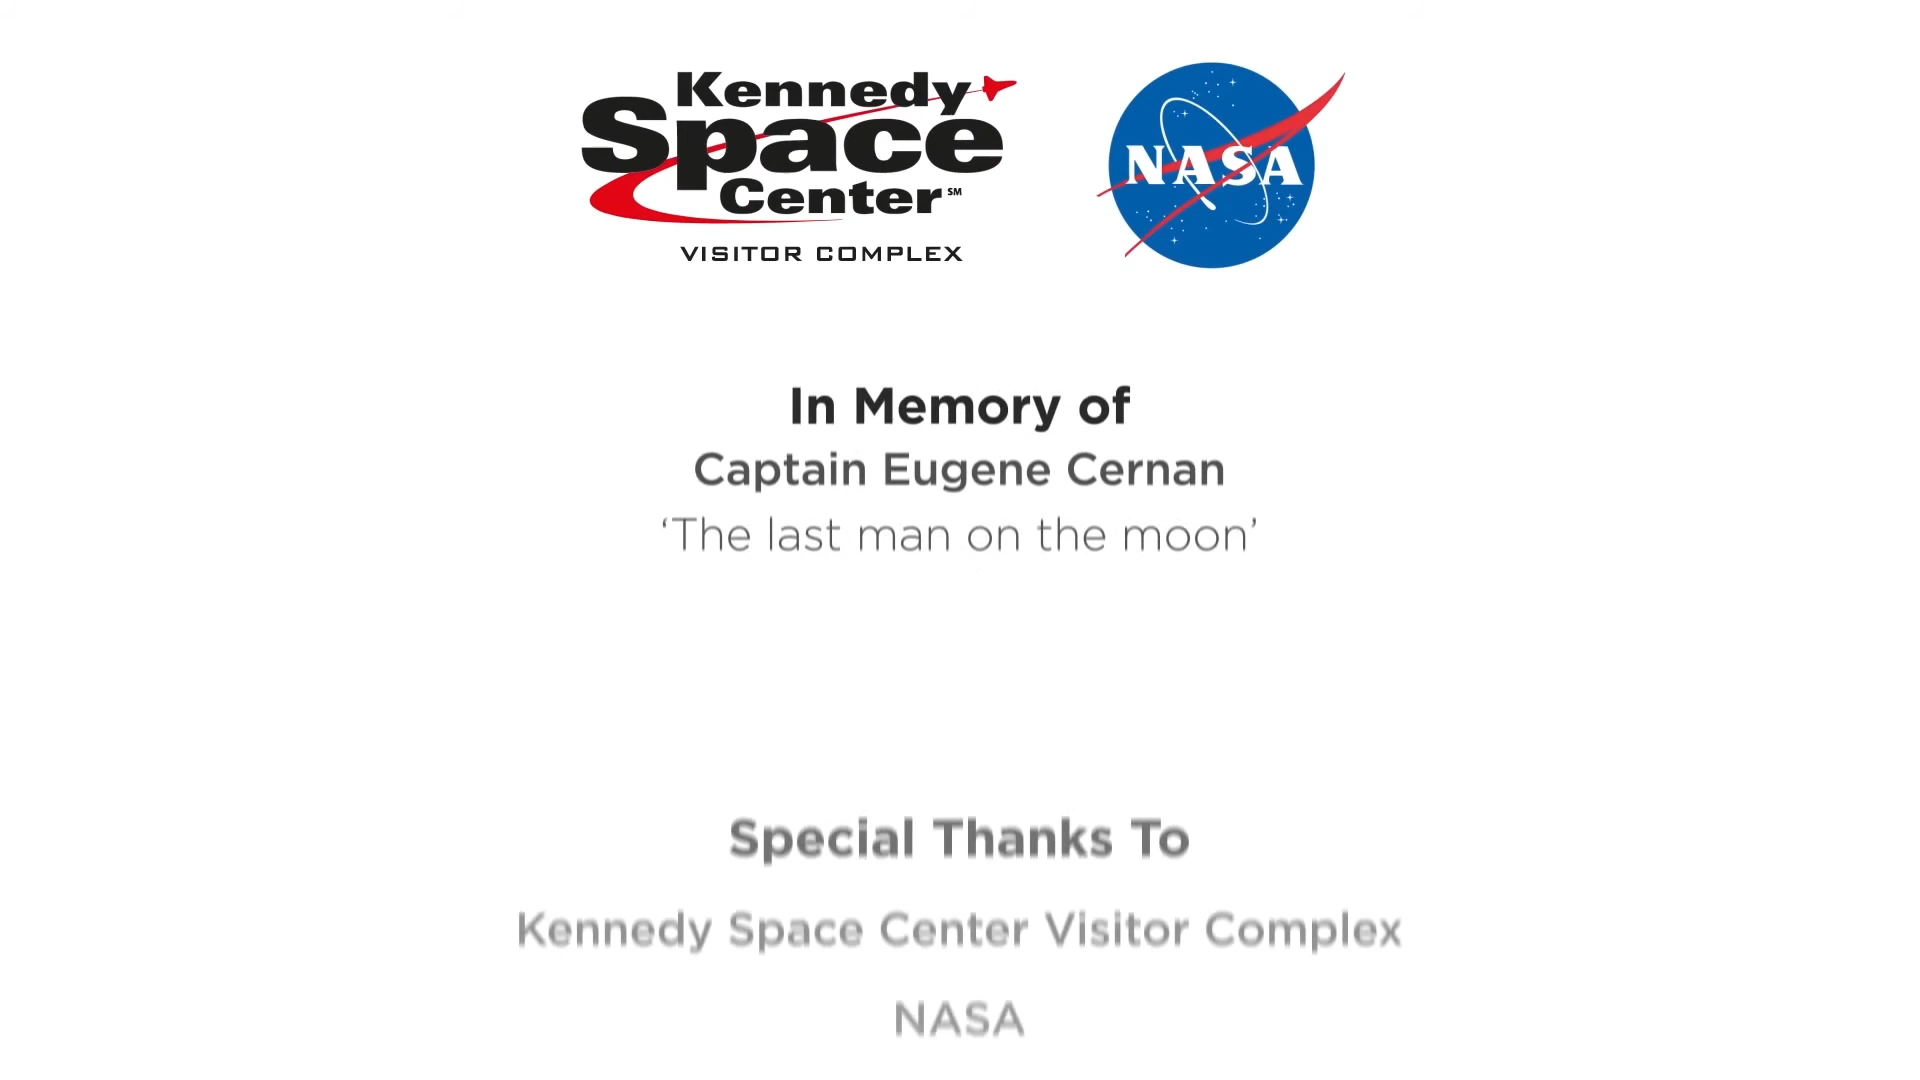 Kennedy
Space
Center℠
VISITOR COMPLEX
NASA
In Memory of
Captain Eugene Cernan
‘The last man on the moon’
Special Thanks To
Kennedy Space Center Visitor Complex
NASA